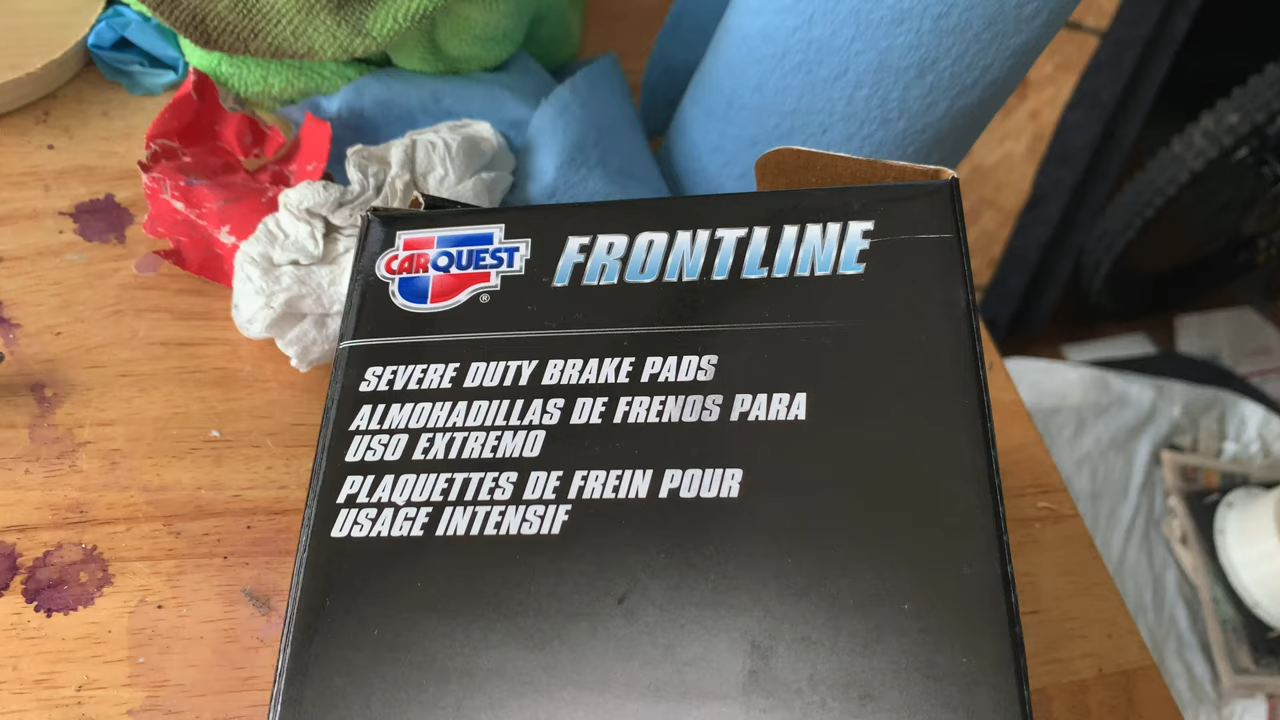 CARQUEST®
FRONTLINE
SEVERE DUTY BRAKE PADS
ALMOHADILLAS DE FRENOS PARA
USO EXTREMO
PLAQUETTES DE FREIN POUR
USAGE INTENSIF